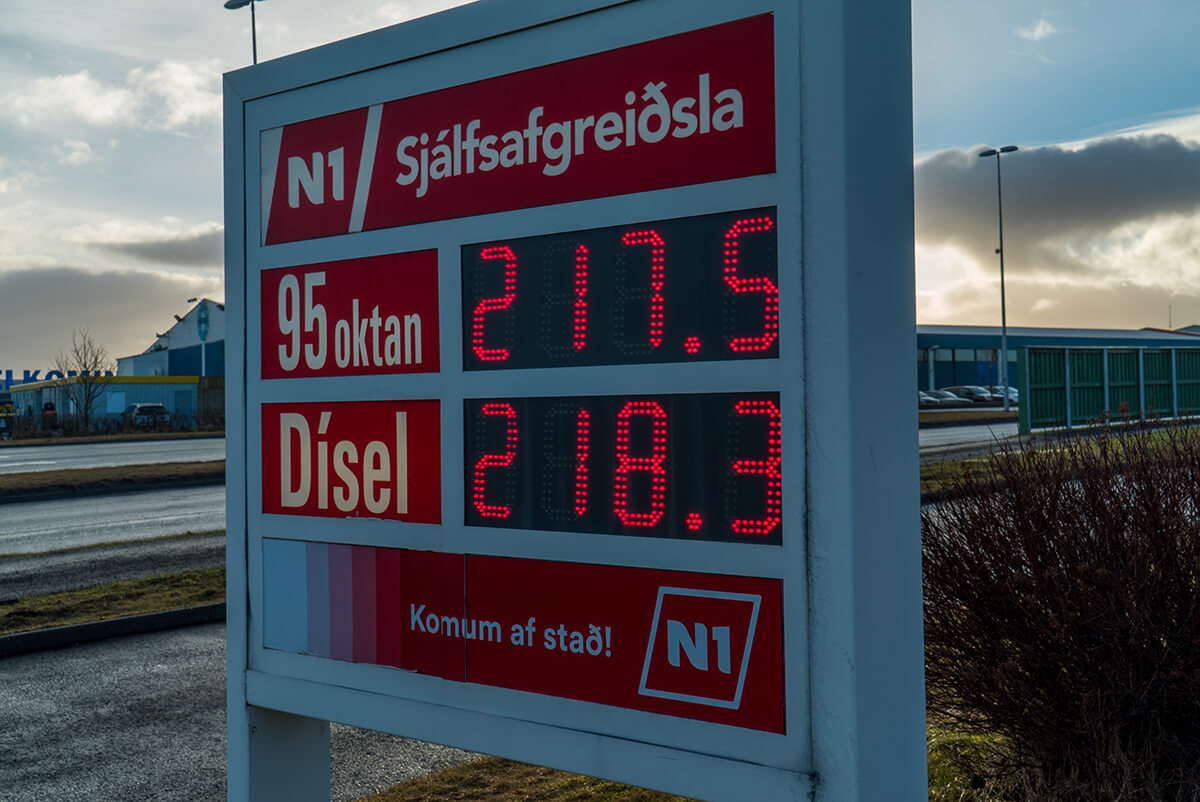 N1 Sjálfsafgreiðsla
95 oktan 217.5
Dísel 218.3
Komum af stað! N1